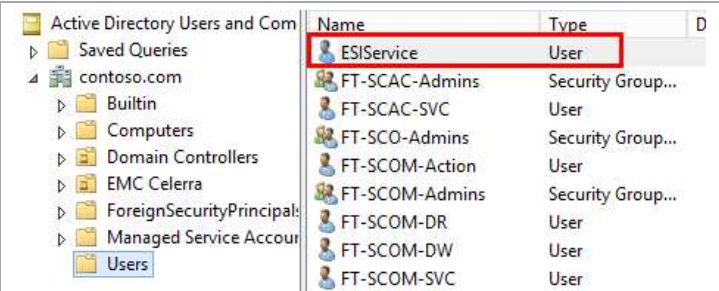 Active Directory Users and Com
Saved Queries
contoso.com
Builtin
Computers
Domain Controllers
EMC Celerra
ForeignSecurityPrincipals
Managed Service Accour
Users
Name Type D
ESIService User
FT-SCAC-Admins Security Group...
FT-SCAC-SVC User
FT-SCO-Admins Security Group...
FT-SCOM-Action User
FT-SCOM-Admins Security Group...
FT-SCOM-DR User
FT-SCOM-DW User
FT-SCOM-SVC User